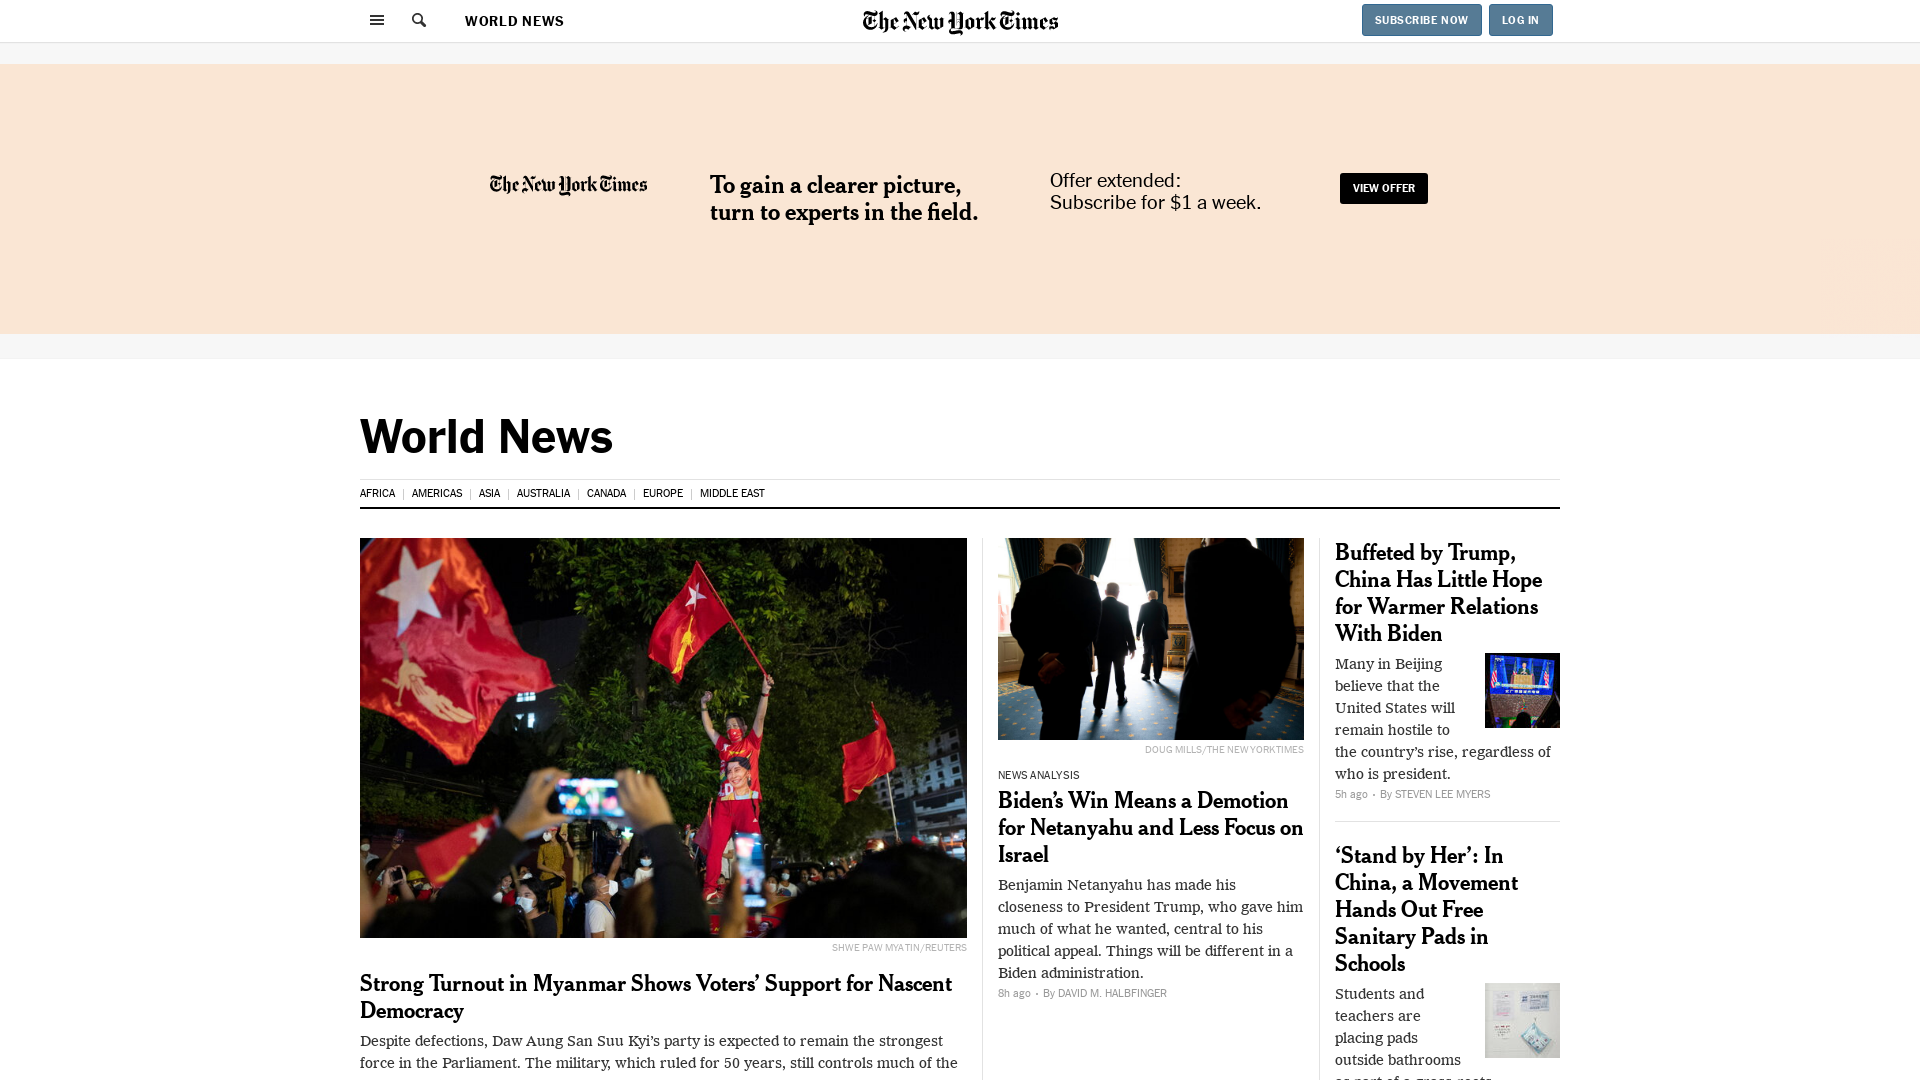 WORLD NEWS
The New York Times
SUBSCRIBE NOW
LOG IN
The New York Times
To gain a clearer picture,
turn to experts in the field.
Offer extended:
Subscribe for $1 a week.
VIEW OFFER
World News
AFRICA
AMERICAS
ASIA
AUSTRALIA
CANADA
EUROPE
MIDDLE EAST
SHWE PAW MYA TIN/REUTERS
Strong Turnout in Myanmar Shows Voters’ Support for Nascent
Democracy
Despite defections, Daw Aung San Suu Kyi’s party is expected to remain the strongest
force in the Parliament. The military, which ruled for 50 years, still controls much of the
DOUG MILLS/THE NEW YORK TIMES
NEWS ANALYSIS
Biden’s Win Means a Demotion
for Netanyahu and Less Focus on
Israel
Benjamin Netanyahu has made his
closeness to President Trump, who gave him
much of what he wanted, central to his
political appeal. Things will be different in a
Biden administration.
8h ago • By DAVID M. HALBFINGER
Buffeted by Trump,
China Has Little Hope
for Warmer Relations
With Biden
Many in Beijing
believe that the
United States will
remain hostile to
the country’s rise, regardless of
who is president.
5h ago • By STEVEN LEE MYERS
‘Stand by Her’: In
China, a Movement
Hands Out Free
Sanitary Pads in
Schools
Students and
teachers are
placing pads
outside bathrooms
as part of a grass-roots